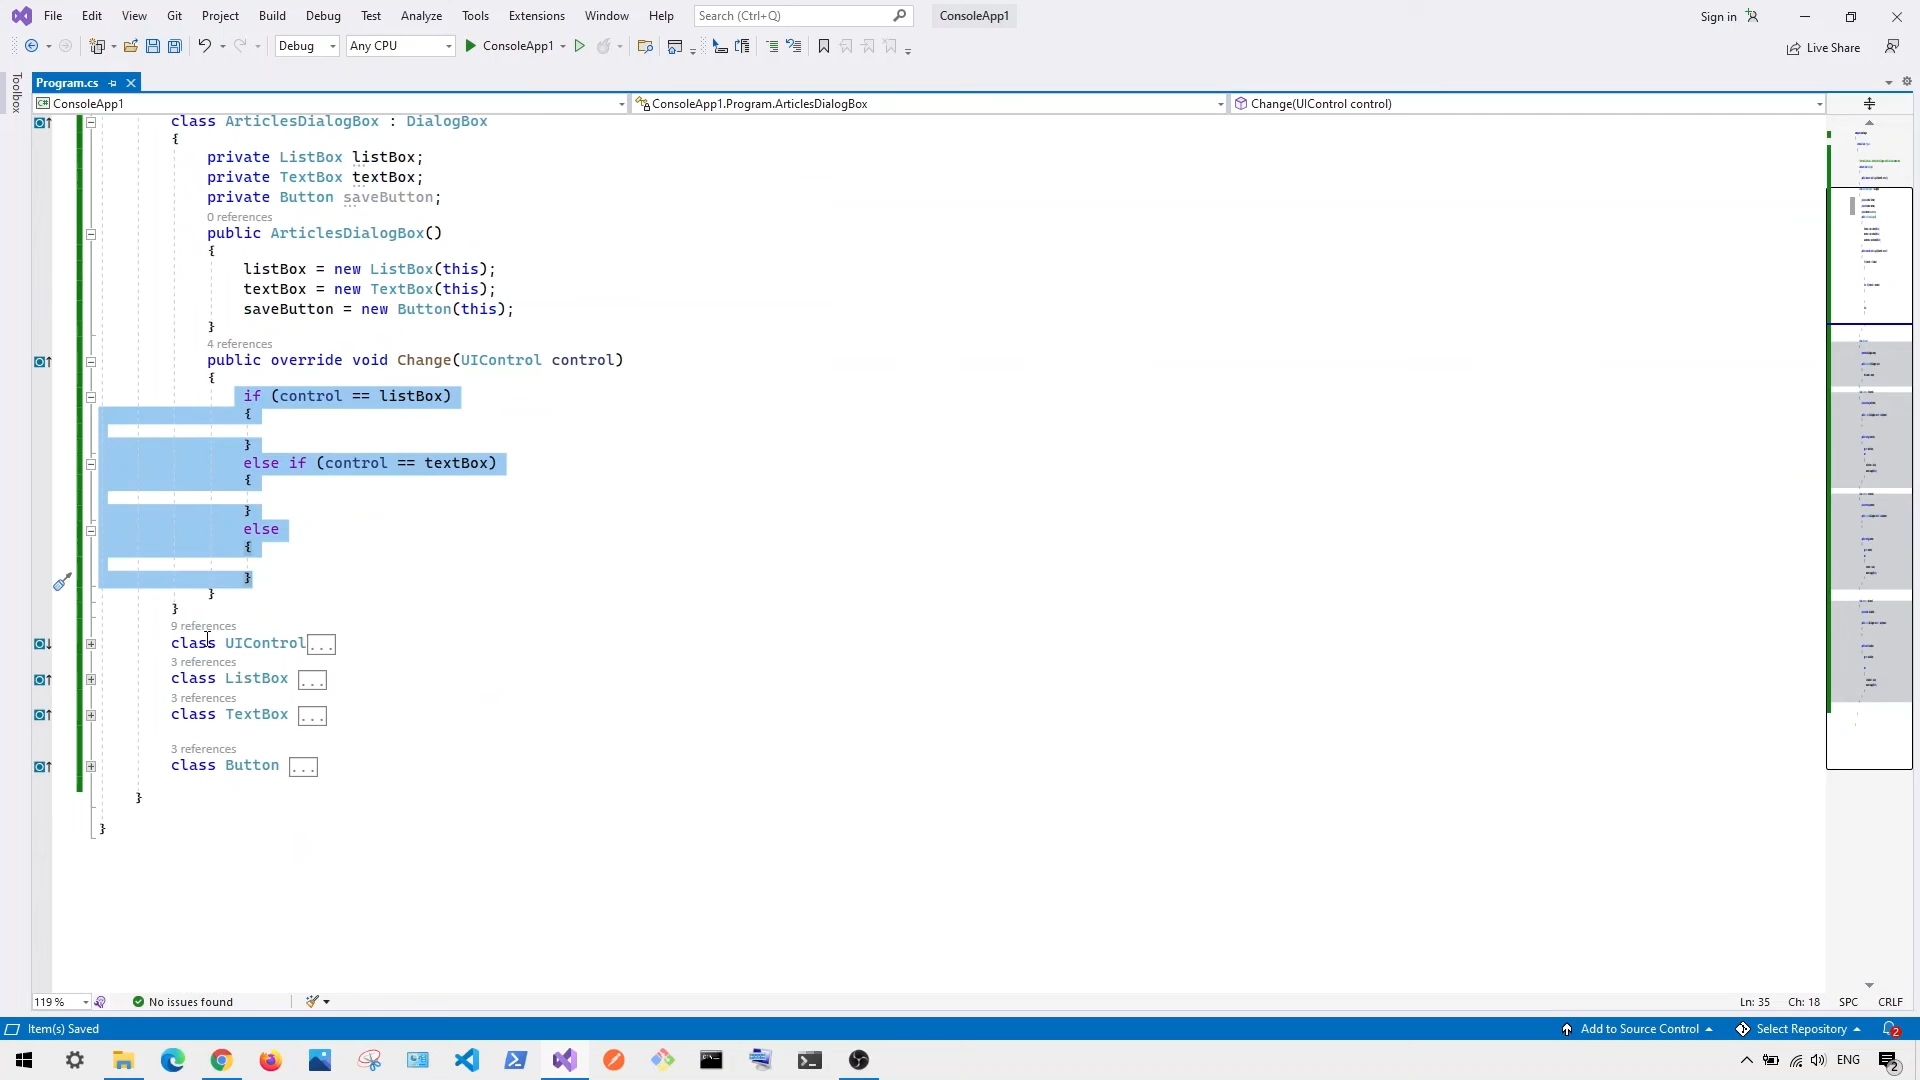 File Edit View Git Project Build Debug Test Analyze Tools Extensions Window Help Search (Ctrl+Q) ConsoleApp1 Sign in
Debug Any CPU ConsoleApp1 Live Share
Toolbox
Program.cs
C# ConsoleApp1 ConsoleApp1.Program.ArticlesDialogBox Change(UIControl control)
class ArticlesDialogBox : DialogBox
{
private ListBox listBox;
private TextBox textBox;
private Button saveButton;
0 references
public ArticlesDialogBox()
{
listBox = new ListBox(this);
textBox = new TextBox(this);
saveButton = new Button(this);
}
4 references
public override void Change(UIControl control)
{
if (control == listBox)
{
}
else if (control == textBox)
{
}
else
{
}
}
}
9 references
class UIControl...
3 references
class ListBox ...
3 references
class TextBox ...
3 references
class Button ...
}
}
119 % No issues found Ln: 35 Ch: 18 SPC CRLF
Item(s) Saved Add to Source Control Select Repository 2
ENG 2